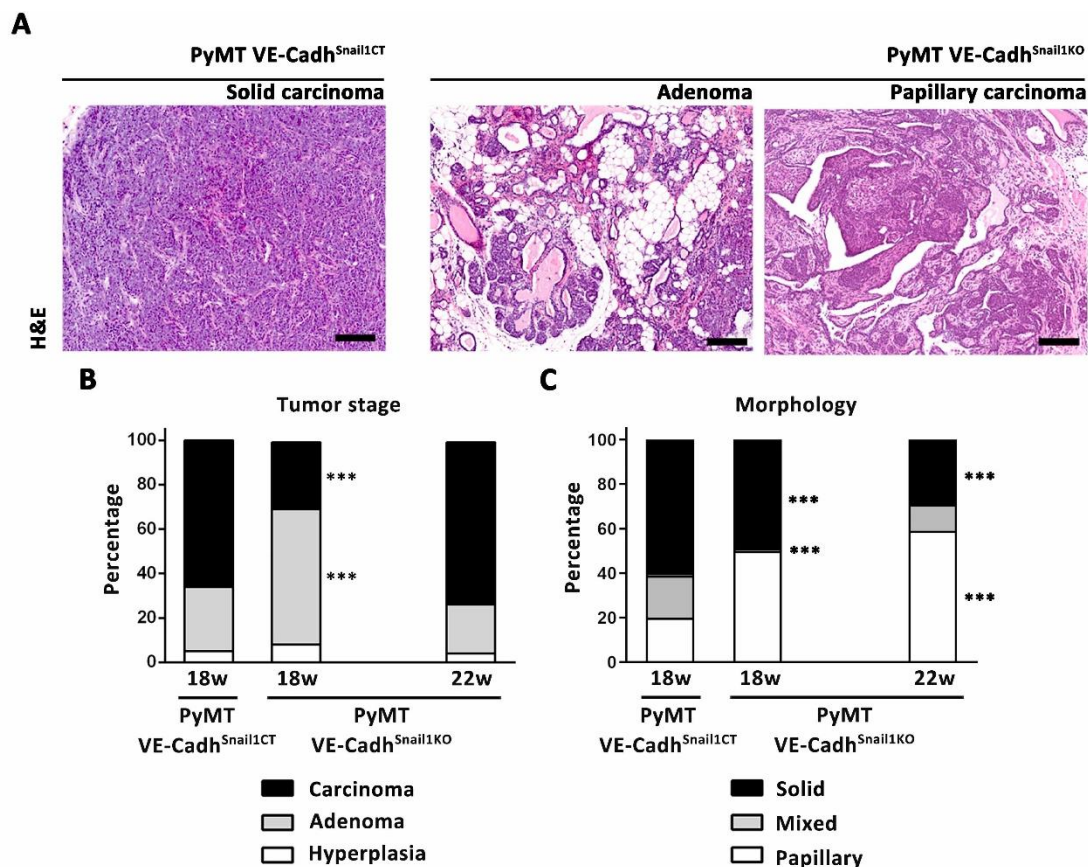 A
PyMT VE-Cadh^Snail1CT PyMT VE-Cadh^Snail1KO
Solid carcinoma Adenoma Papillary carcinoma
H&E
B
Tumor stage
Percentage
100
80
60
40
20
0
***
***
18w 18w 22w
PyMT PyMT
VE-Cadh^Snail1CT VE-Cadh^Snail1KO
Carcinoma
Adenoma
Hyperplasia
C
Morphology
Percentage
100
80
60
40
20
0
***
***
***
***
18w 18w 22w
PyMT PyMT
VE-Cadh^Snail1CT VE-Cadh^Snail1KO
Solid
Mixed
Papillary